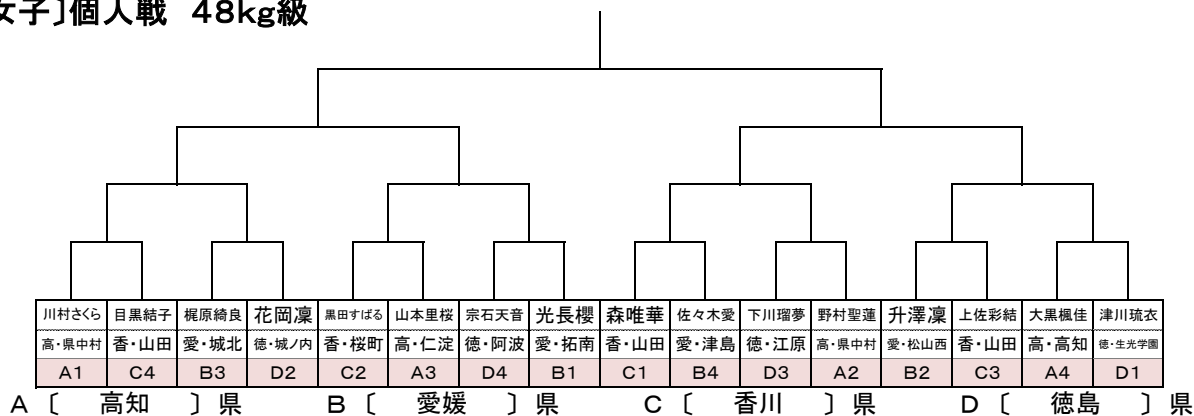 女子]個人戦 48kg級
川村さくら 目黒結子 梶原綺良 花岡凜 黒田すばる 山本里桜 宗石天音 光長櫻 森唯華 佐々木愛 下川瑠夢 野村聖蓮 升澤凜 上佐彩結 大黒楓佳 津川琉衣
高・県中村 香・山田 愛・城北 徳・城ノ内 香・桜町 高・仁淀 徳・阿波 愛・拓南 香・山田 愛・津島 徳・江原 高・県中村 愛・松山西 香・山田 高・高知 徳・生光学園
A1 C4 B3 D2 C2 A3 D4 B1 C1 B4 D3 A2 B2 C3 A4 D1
A 〔 高知 〕県 B〔 愛媛 〕県 C〔 香川 〕県 D〔 徳島 〕県